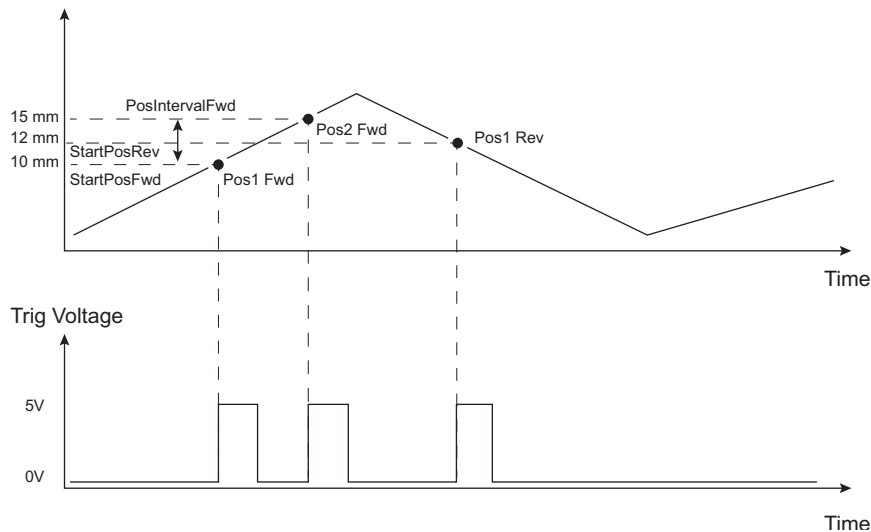 15 mm
PosIntervalFwd
Pos2 Fwd
12 mm
StartPosRev
Pos1 Rev
10 mm
StartPosFwd
Pos1 Fwd
Time
Trig Voltage
5V
0V
Time